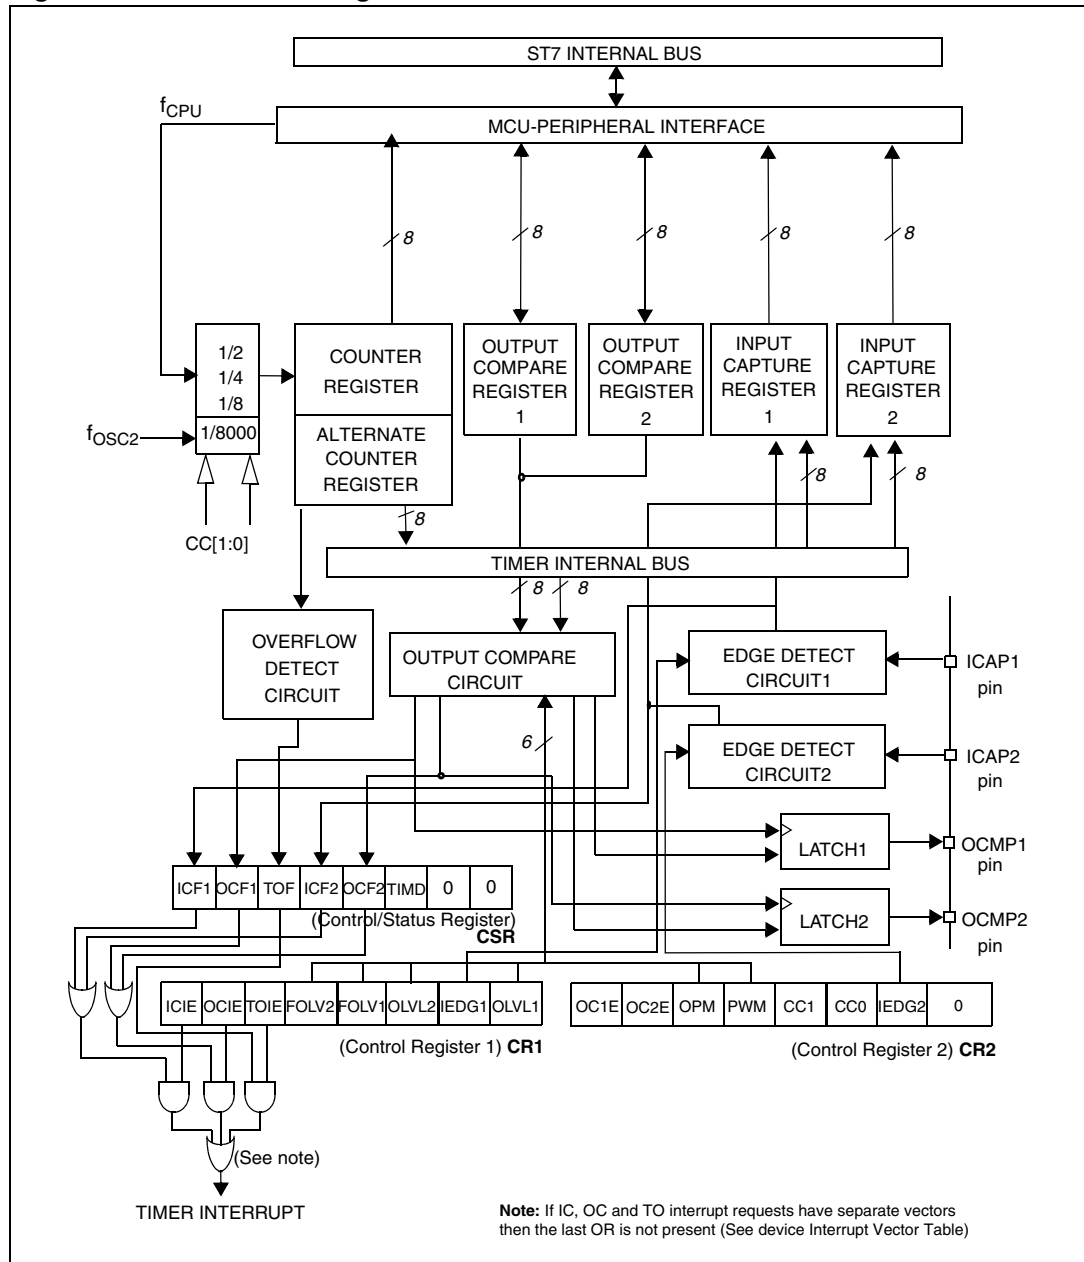 ST7 INTERNAL BUS
fCPU
MCU-PERIPHERAL INTERFACE
8
8
8
8
8
1/2
1/4
1/8
1/8000
fOSC2
CC[1:0]
COUNTER
REGISTER
ALTERNATE
COUNTER
REGISTER
OUTPUT
COMPARE
REGISTER
1
OUTPUT
COMPARE
REGISTER
2
INPUT
CAPTURE
REGISTER
1
INPUT
CAPTURE
REGISTER
2
8
8
8
TIMER INTERNAL BUS
8
8
OVERFLOW
DETECT
CIRCUIT
OUTPUT COMPARE
CIRCUIT
6
EDGE DETECT
CIRCUIT1
ICAP1
pin
EDGE DETECT
CIRCUIT2
ICAP2
pin
LATCH1
OCMP1
pin
LATCH2
OCMP2
pin
ICF1 OCF1 TOF ICF2 OCF2 TIMD 0 0
(Control/Status Register)
CSR
ICIE OCIE TOIE FOLV2 FOLV1 OLVL2 IEDG1 OLVL1
(Control Register 1) CR1
OC1E OC2E OPM PWM CC1 CC0 IEDG2 0
(Control Register 2) CR2
(See note)
TIMER INTERRUPT
Note: If IC, OC and TO interrupt requests have separate vectors
then the last OR is not present (See device Interrupt Vector Table)